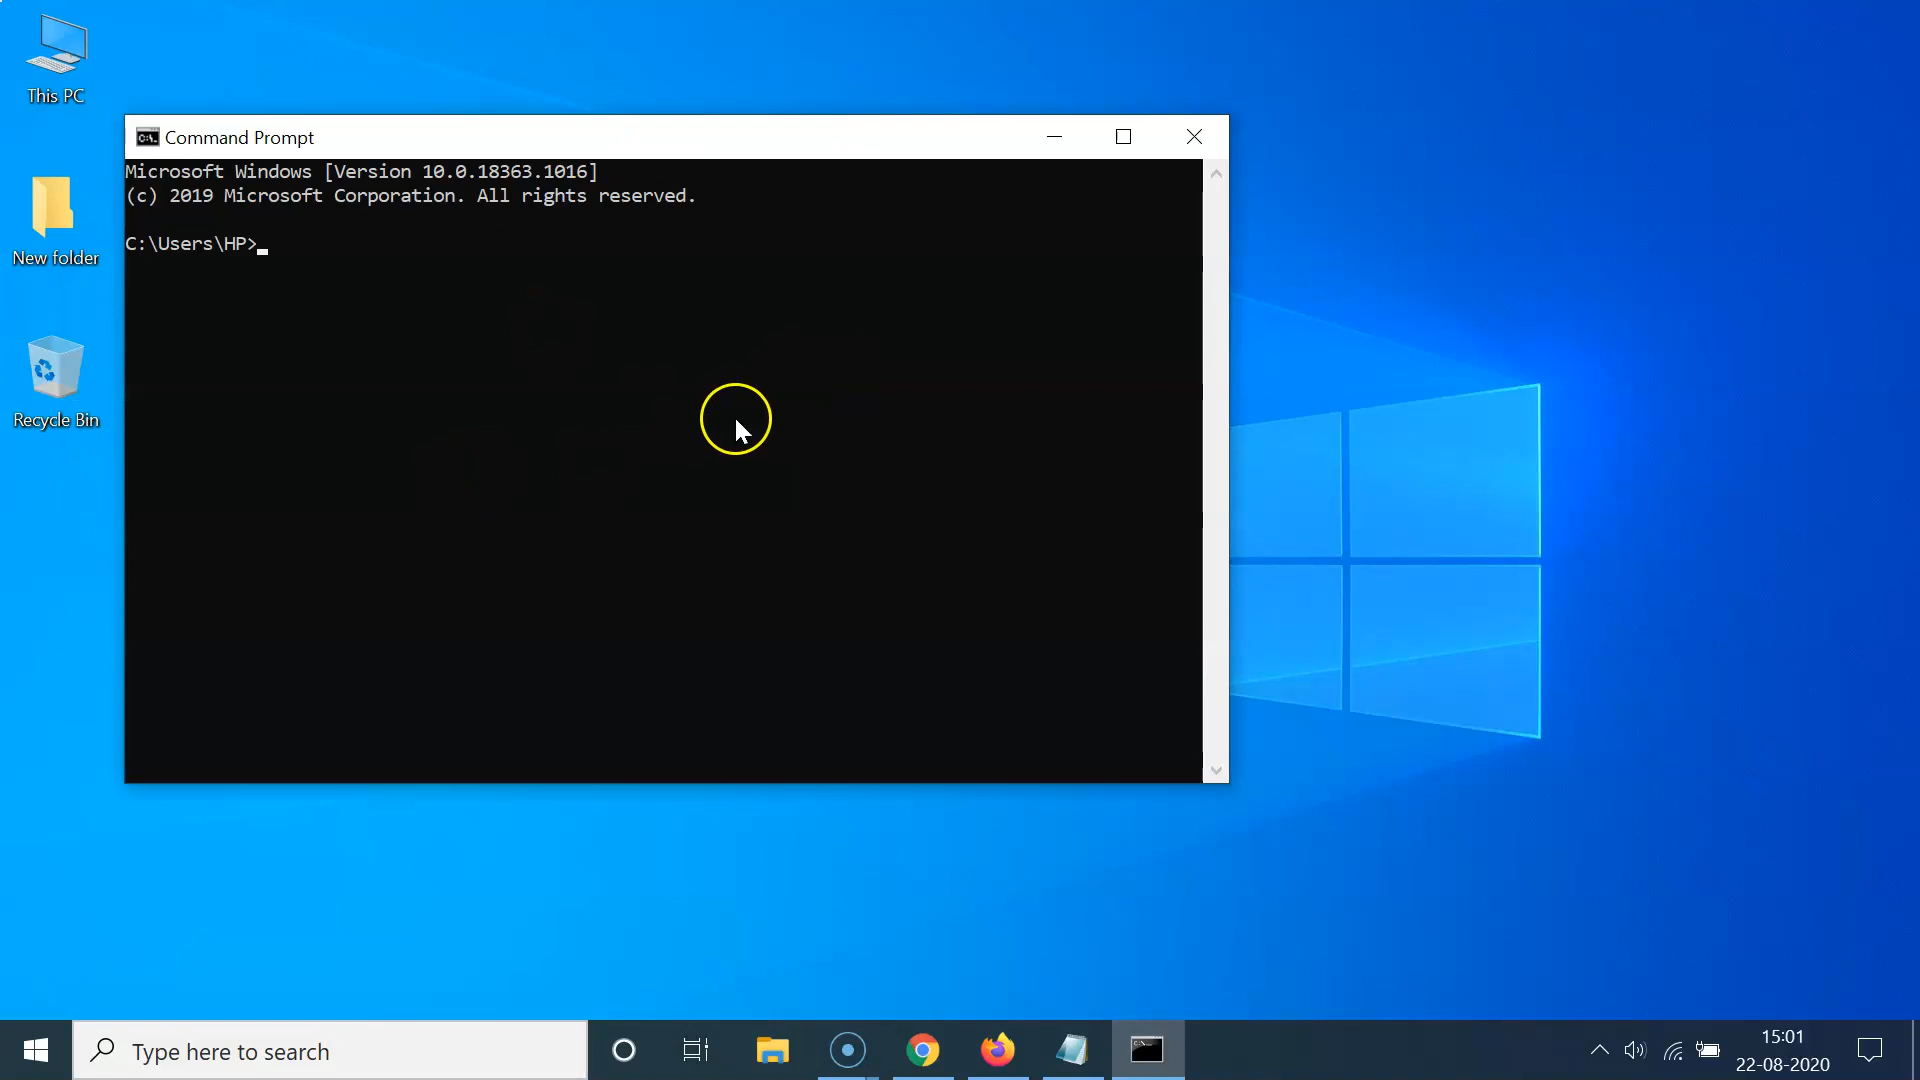 This PC
New folder
Recycle Bin
Command Prompt
Microsoft Windows [Version 10.0.18363.1016]
(c) 2019 Microsoft Corporation. All rights reserved.
C:\Users\HP>
Type here to search
15:01
22-08-2020